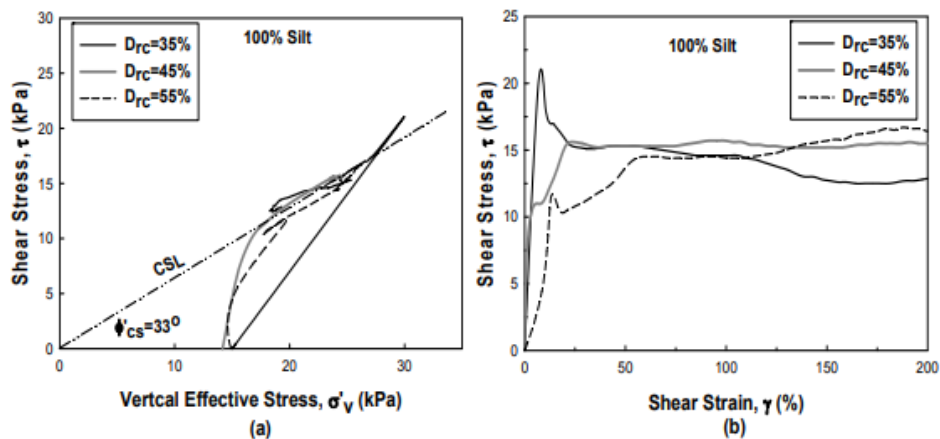 30
25
20
15
10
5
0
Shear Stress, τ (kPa)
100% Silt
Drc=35%
Drc=45%
Drc=55%
CSL
ϕ'cs=33°
0
10
20
30
Vertcal Effective Stress, σ'v (kPa)
(a)
25
20
15
10
5
0
Shear Stress, τ (kPa)
100% Silt
Drc=35%
Drc=45%
Drc=55%
0
50
100
150
200
Shear Strain, γ (%)
(b)